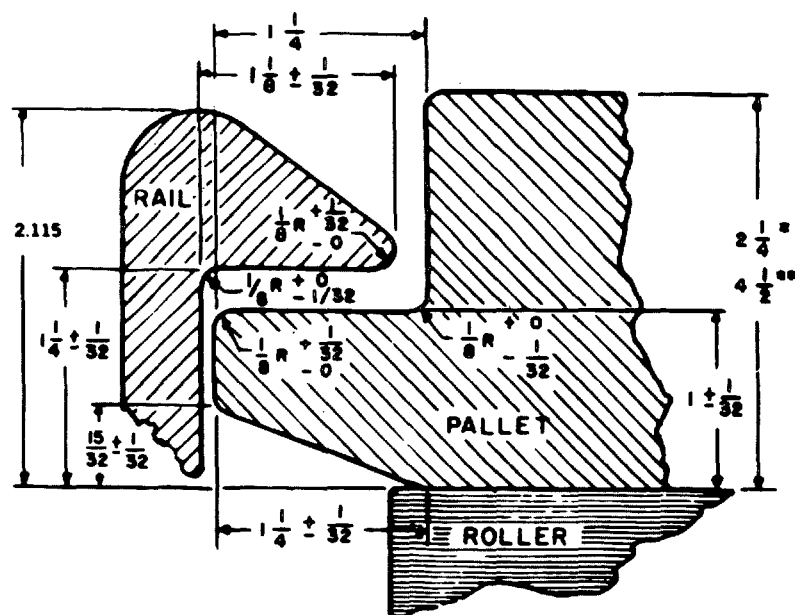 1 1/4
1 1/8 ± 1/32
RAIL
2.115
1/8 R + 1/32 - 0
1/8 R + 0 - 1/32
2 1/4 *
4 1/2 **
1 1/4 ± 1/32
1/8 R + 1/32 - 0
1/8 R + 0 - 1/32
1 ± 1/32
15/32 ± 1/32
PALLET
1 1/4 ± 1/32
ROLLER